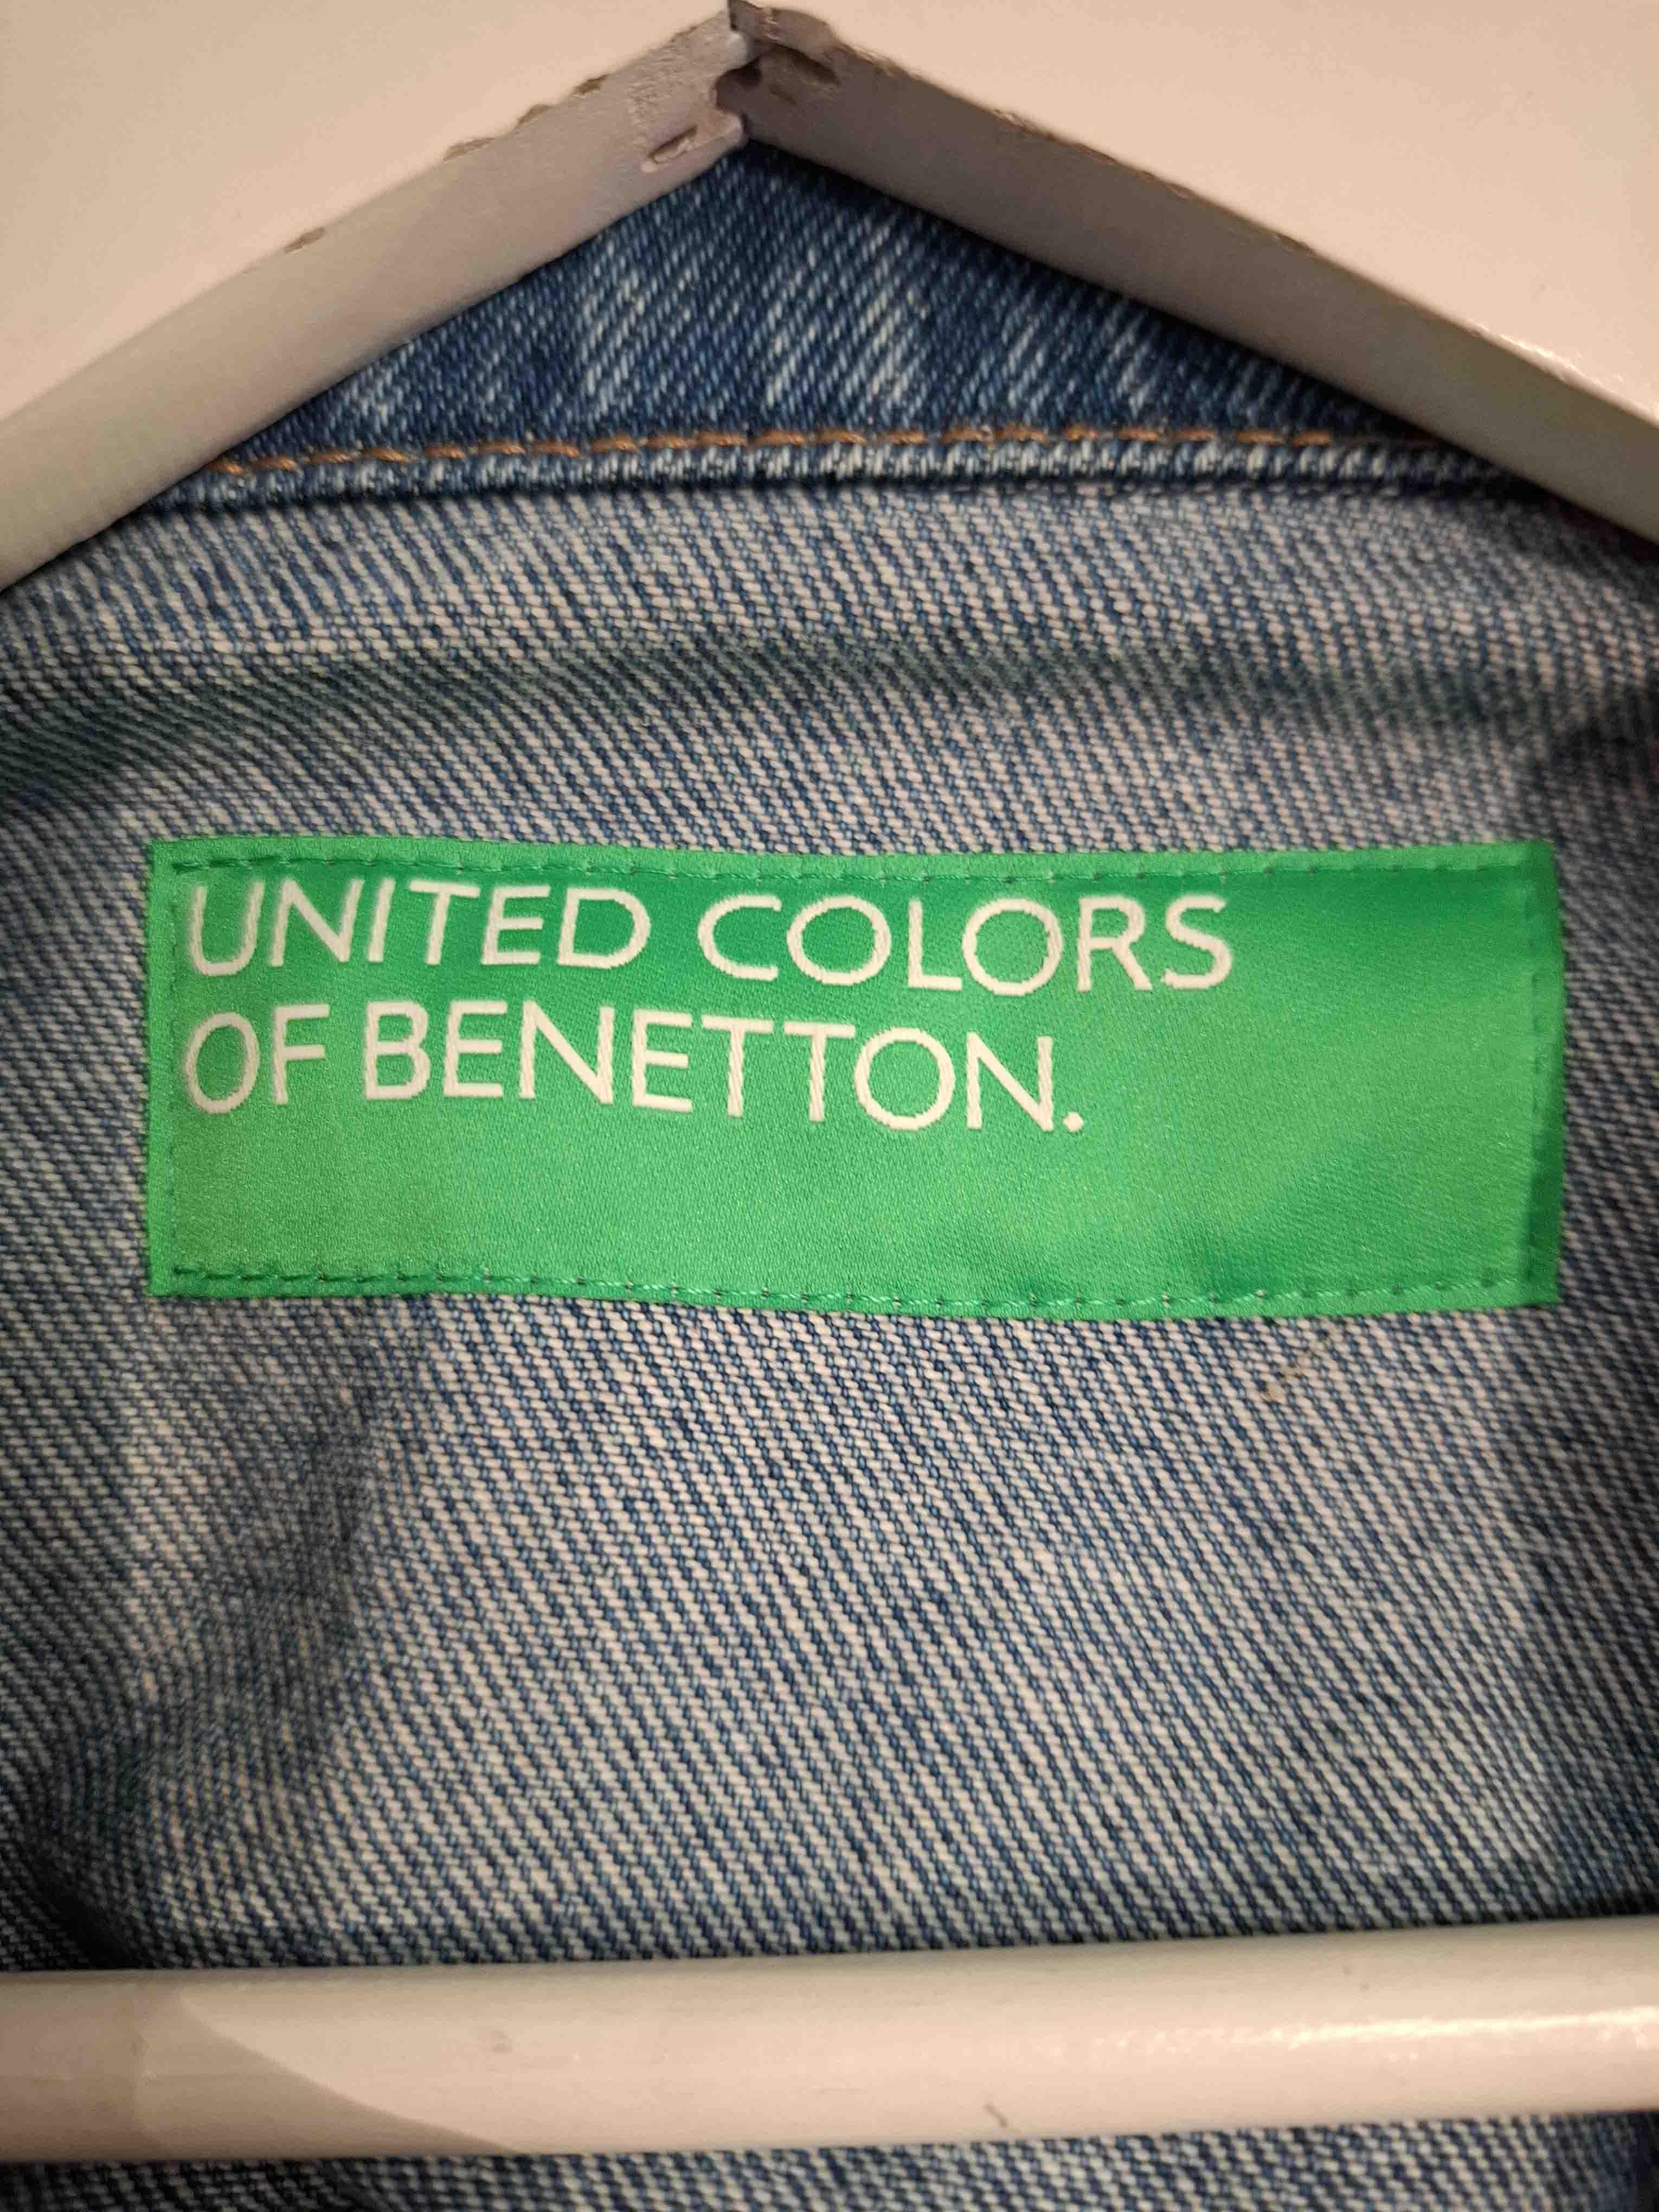 UNITED COLORS
OF BENETTON.